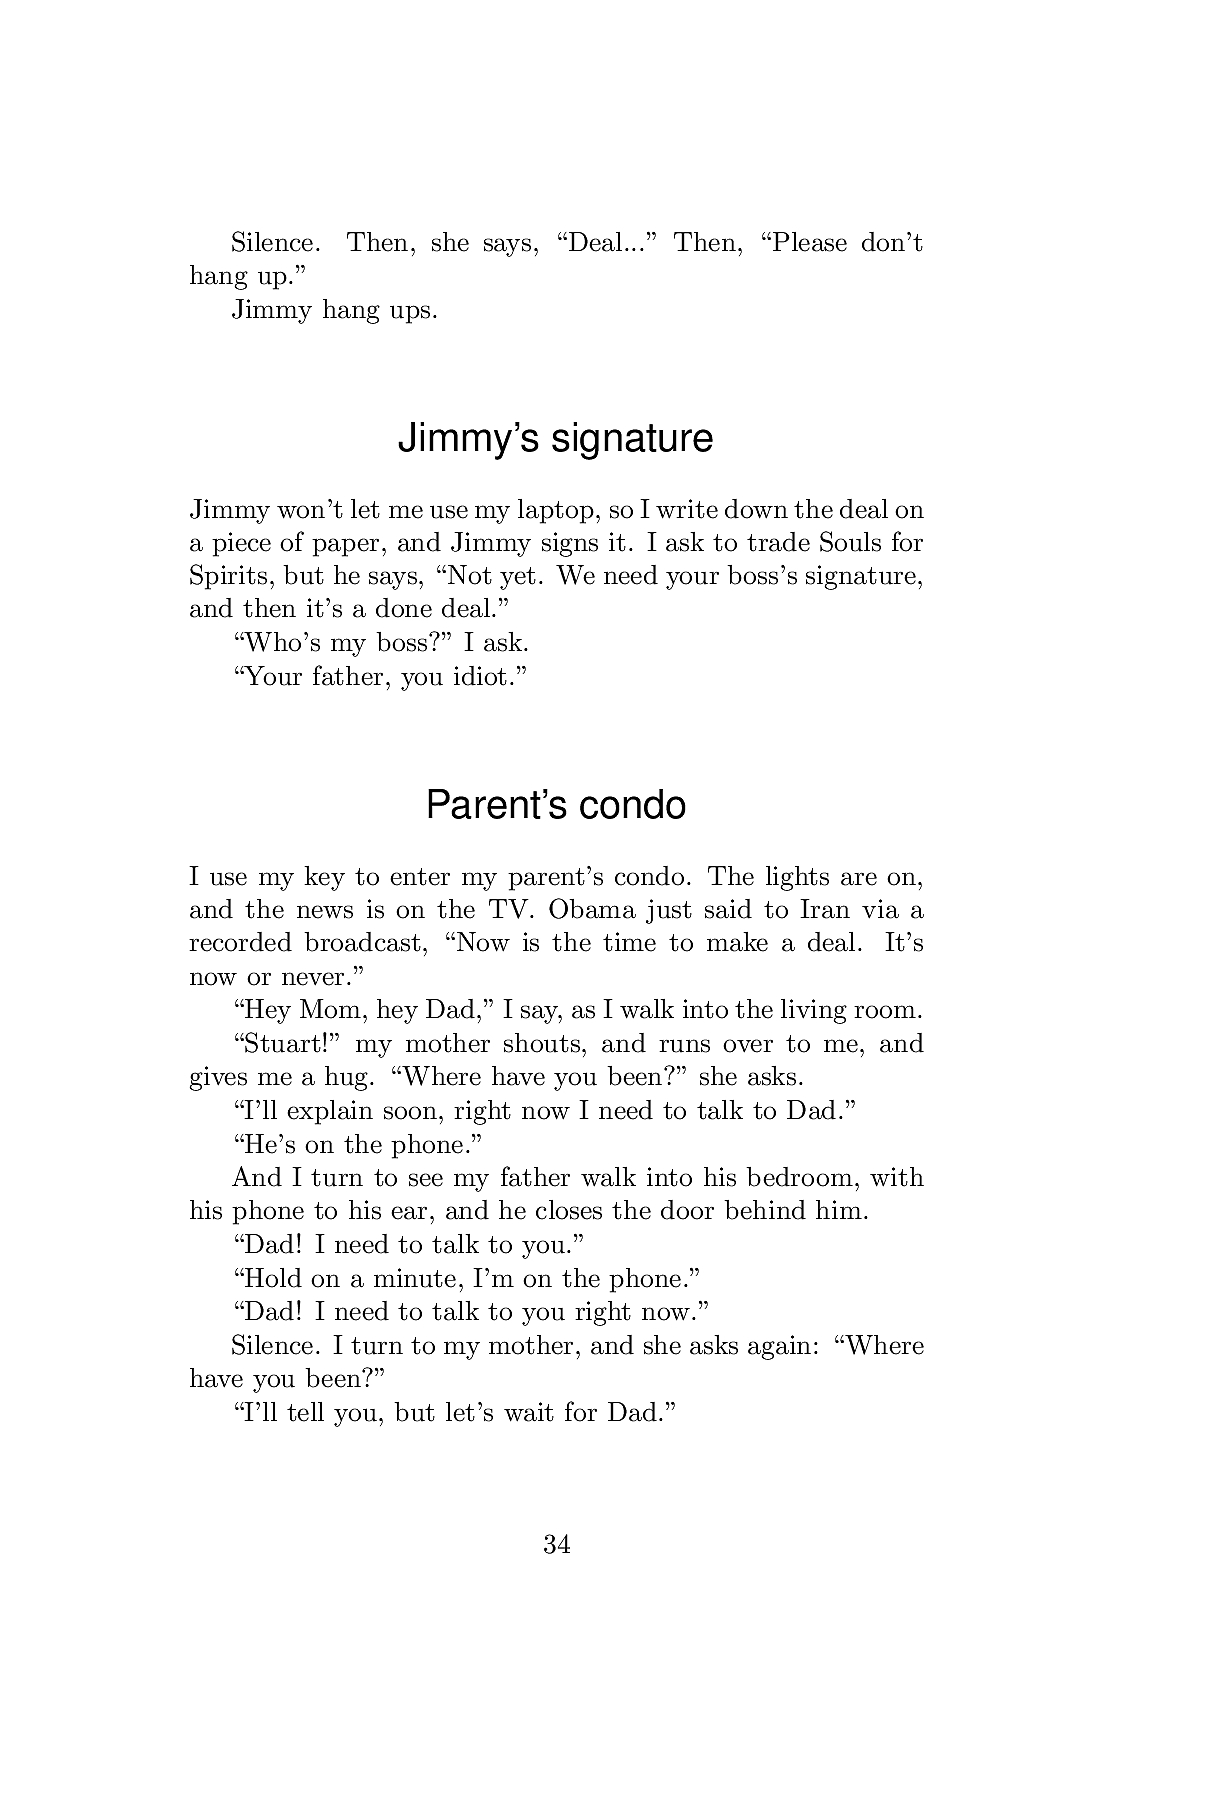 Silence. Then, she says, “Deal...” Then, “Please don’t
hang up.”
Jimmy hang ups.
Jimmy’s signature
Jimmy won’t let me use my laptop, so I write down the deal on
a piece of paper, and Jimmy signs it. I ask to trade Souls for
Spirits, but he says, “Not yet. We need your boss’s signature,
and then it’s a done deal.”
“Who’s my boss?” I ask.
“Your father, you idiot.”
Parent’s condo
I use my key to enter my parent’s condo. The lights are on,
and the news is on the TV. Obama just said to Iran via a
recorded broadcast, “Now is the time to make a deal. It’s
now or never.”
“Hey Mom, hey Dad,” I say, as I walk into the living room.
“Stuart!” my mother shouts, and runs over to me, and
gives me a hug. “Where have you been?” she asks.
“I’ll explain soon, right now I need to talk to Dad.”
“He’s on the phone.”
And I turn to see my father walk into his bedroom, with
his phone to his ear, and he closes the door behind him.
“Dad! I need to talk to you.”
“Hold on a minute, I’m on the phone.”
“Dad! I need to talk to you right now.”
Silence. I turn to my mother, and she asks again: “Where
have you been?”
“I’ll tell you, but let’s wait for Dad.”
34